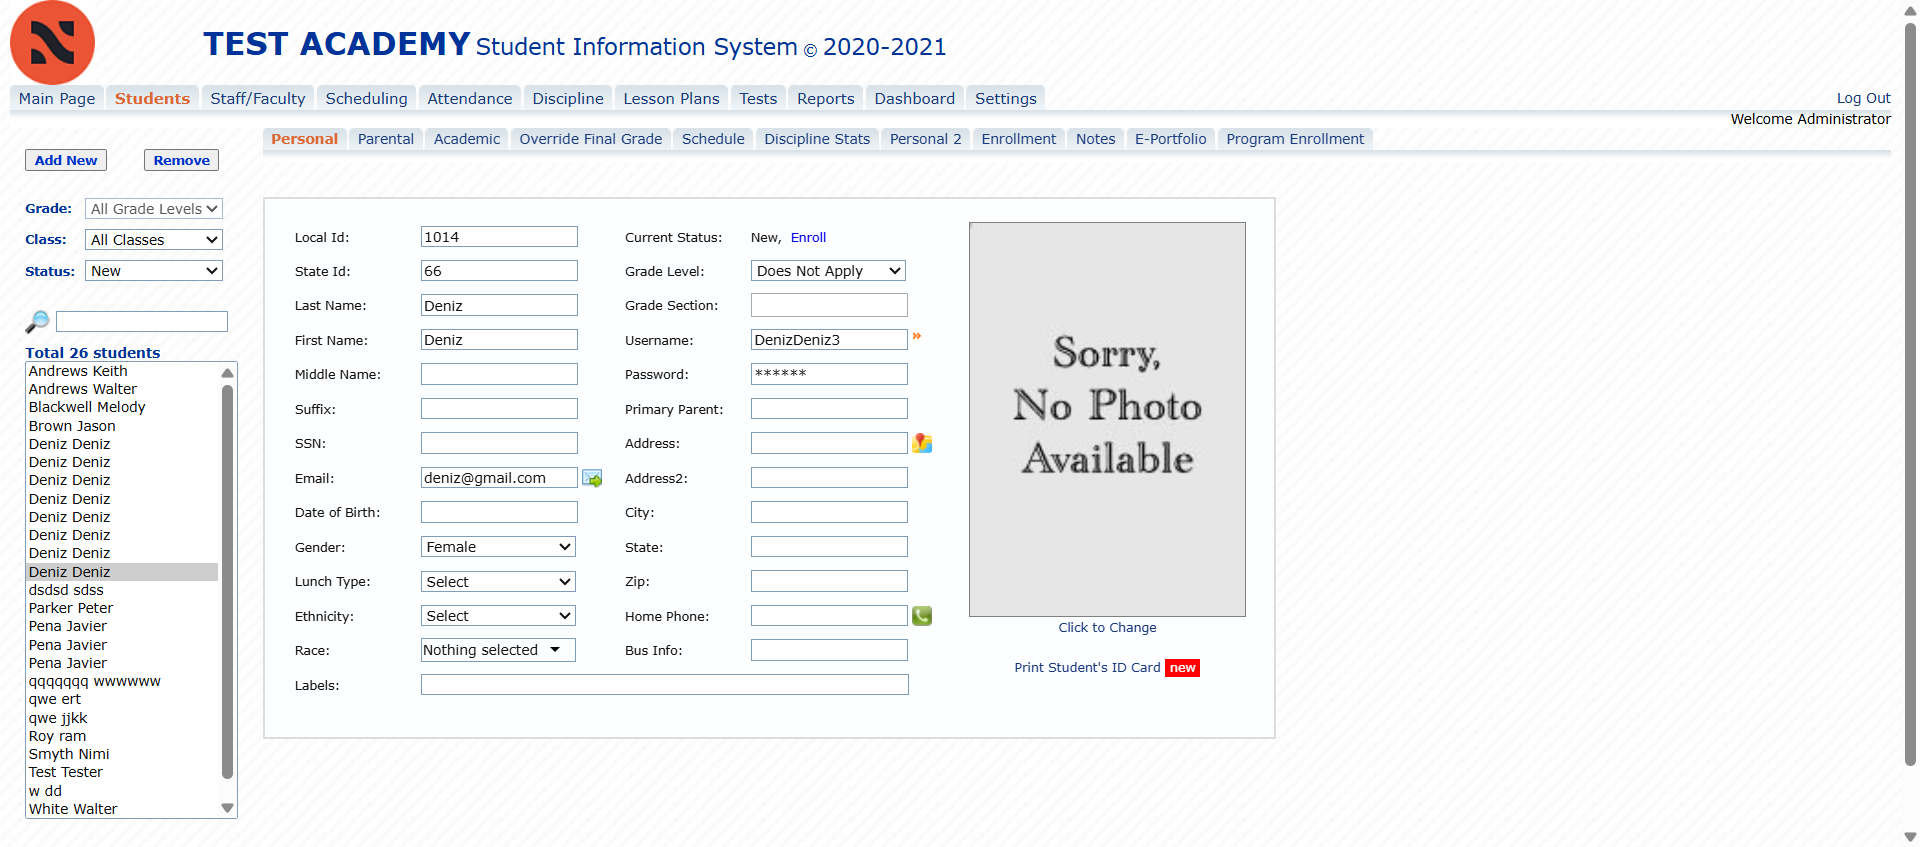 TEST ACADEMY Student Information System © 2020-2021
Main Page Students Staff/Faculty Scheduling Attendance Discipline Lesson Plans Tests Reports Dashboard Settings Log Out
Welcome Administrator
Personal Parental Academic Override Final Grade Schedule Discipline Stats Personal 2 Enrollment Notes E-Portfolio Program Enrollment
Add New Remove
Grade: All Grade Levels
Class: All Classes
Status: New
Total 26 students
Andrews Keith
Andrews Walter
Blackwell Melody
Brown Jason
Deniz Deniz
Deniz Deniz
Deniz Deniz
Deniz Deniz
Deniz Deniz
Deniz Deniz
Deniz Deniz
Deniz Deniz
dsdsd sdss
Parker Peter
Pena Javier
Pena Javier
Pena Javier
qqqqqqq wwwwww
qwe ert
qwe jjkk
Roy ram
Smyth Nimi
Test Tester
w dd
White Walter
Local Id: 1014
State Id: 66
Last Name: Deniz
First Name: Deniz
Middle Name:
Suffix:
SSN:
Email: deniz@gmail.com
Date of Birth:
Gender: Female
Lunch Type: Select
Ethnicity: Select
Race: Nothing selected
Labels:
Current Status: New, Enroll
Grade Level: Does Not Apply
Grade Section:
Username: DenizDeniz3 »
Password: ******
Primary Parent:
Address:
Address2:
City:
State:
Zip:
Home Phone:
Bus Info:
Sorry,
No Photo
Available
Click to Change
Print Student's ID Card new